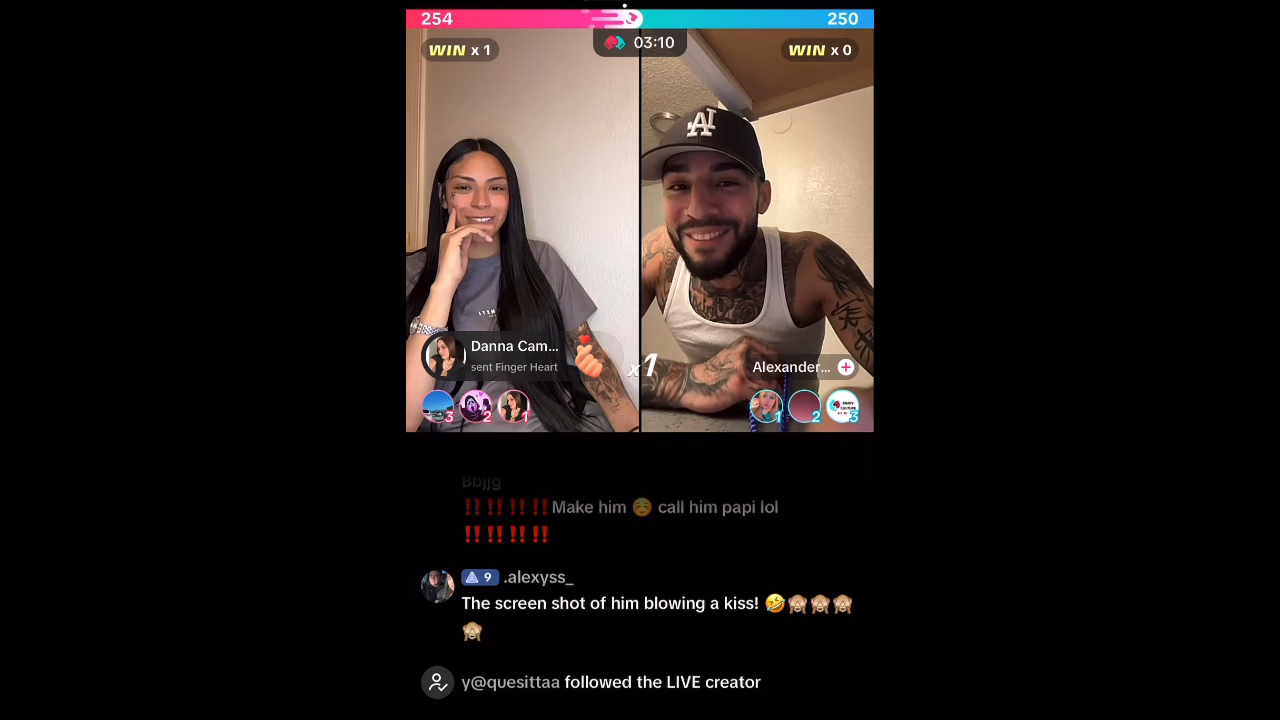 254
250
03:10
WIN x 1
WIN x 0
Danna Cam...
sent Finger Heart
x1
Alexander...
3
2
1
1
2
3
Bbjjg
‼️‼️‼️‼️Make him ☺️ call him papi lol
‼️‼️‼️‼️
9 .alexyss_
The screen shot of him blowing a kiss! 🤣🙈🙈🙈
🙈
y@quesittaa followed the LIVE creator